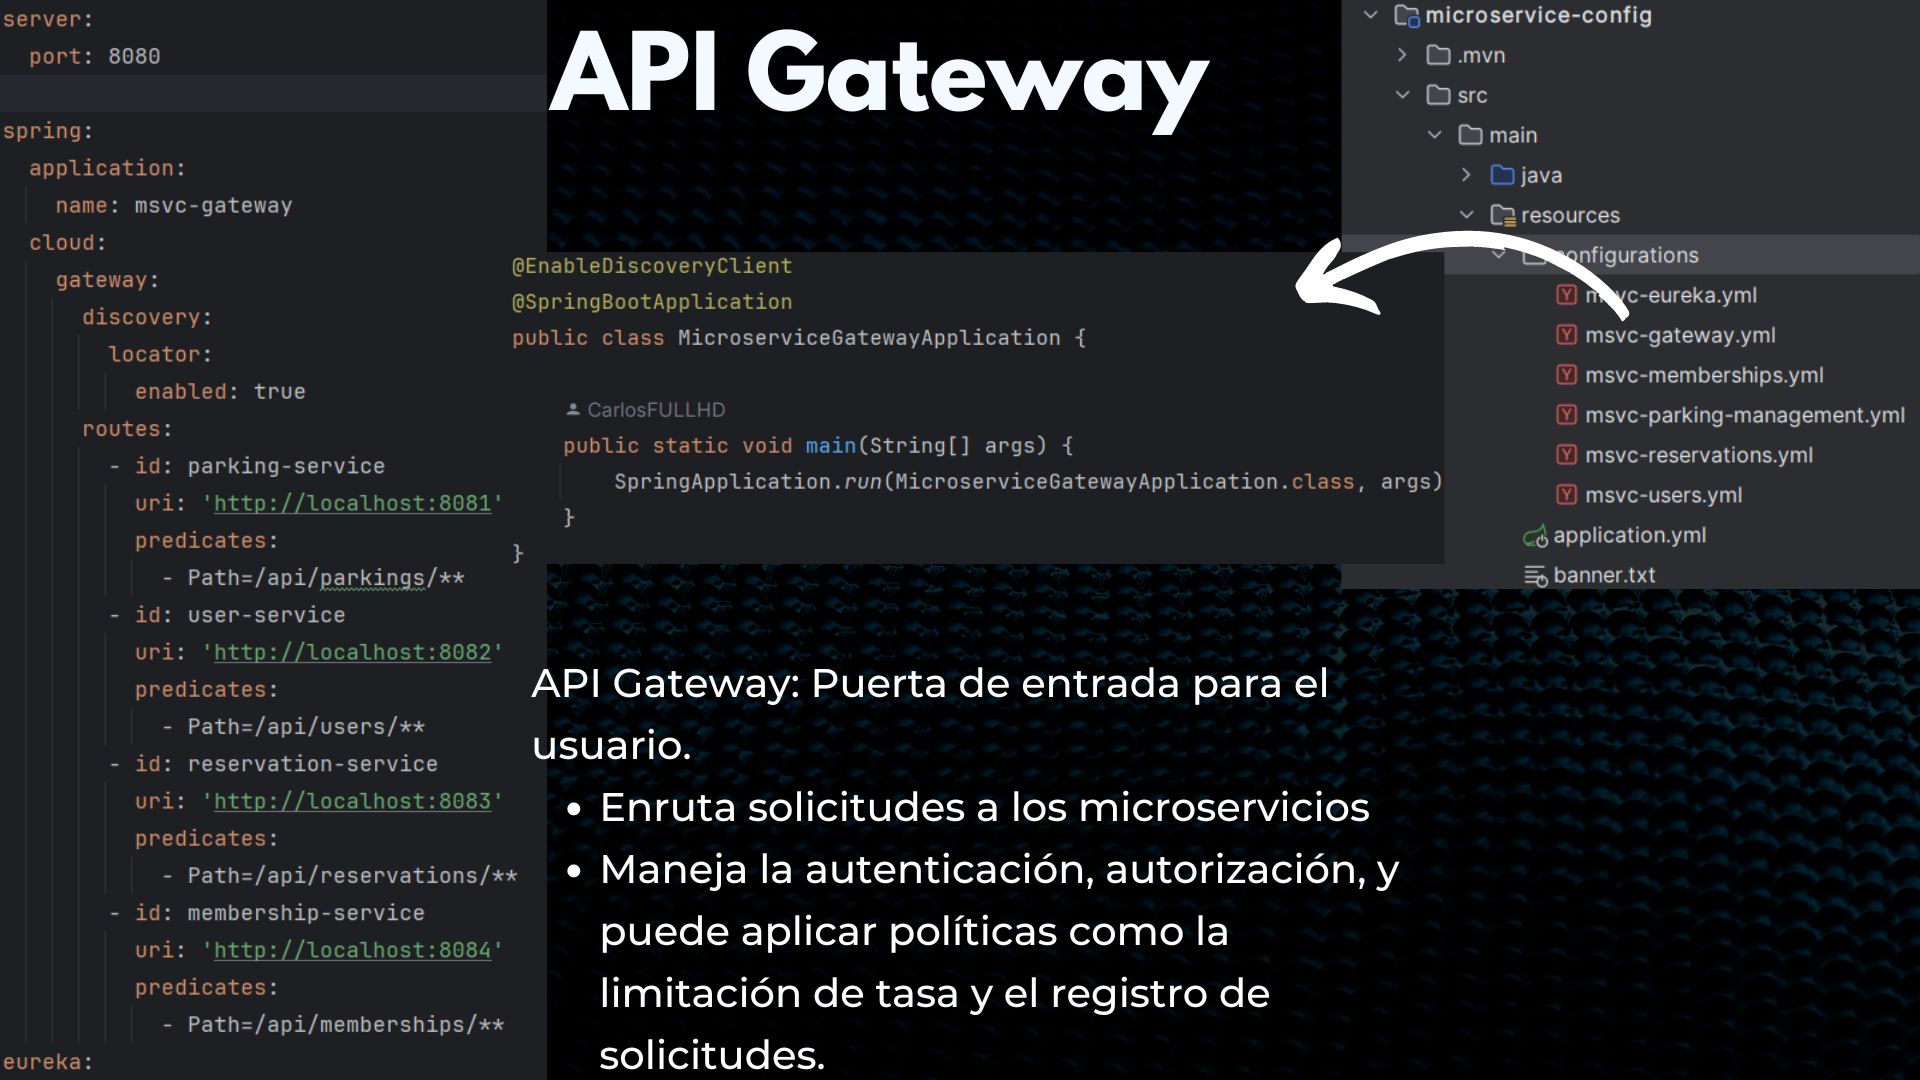 server:
  port: 8080
spring:
  application:
    name: msvc-gateway
  cloud:
    gateway:
      discovery:
        locator:
          enabled: true
      routes:
        - id: parking-service
          uri: 'http://localhost:8081'
          predicates:
            - Path=/api/parkings/**
        - id: user-service
          uri: 'http://localhost:8082'
          predicates:
            - Path=/api/users/**
        - id: reservation-service
          uri: 'http://localhost:8083'
          predicates:
            - Path=/api/reservations/**
        - id: membership-service
          uri: 'http://localhost:8084'
          predicates:
            - Path=/api/memberships/**
eureka:
API Gateway
@EnableDiscoveryClient
@SpringBootApplication
public class MicroserviceGatewayApplication {
    CarlosFULLHD
    public static void main(String[] args) {
        SpringApplication.run(MicroserviceGatewayApplication.class, args)
    }
}
microservice-config
.mvn
src
main
java
resources
configurations
msvc-eureka.yml
msvc-gateway.yml
msvc-memberships.yml
msvc-parking-management.yml
msvc-reservations.yml
msvc-users.yml
application.yml
banner.txt
API Gateway: Puerta de entrada para el
usuario.
• Enruta solicitudes a los microservicios
• Maneja la autenticación, autorización, y
puede aplicar políticas como la
limitación de tasa y el registro de
solicitudes.